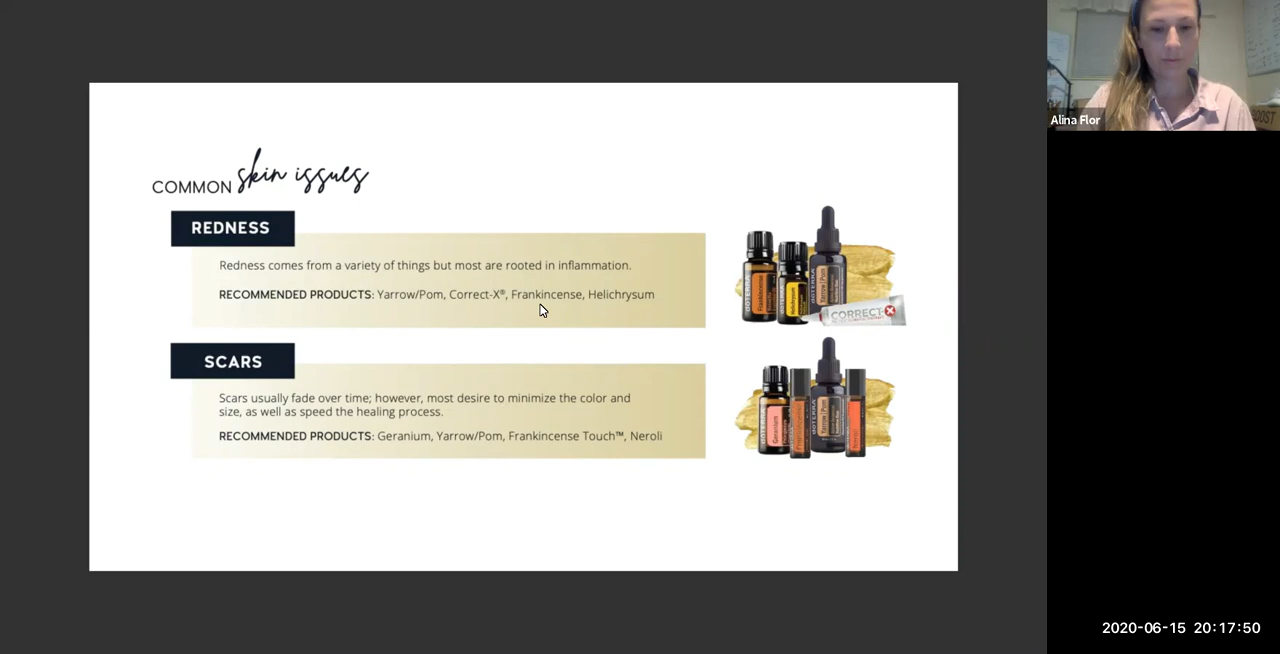 COMMON skin issues
REDNESS
Redness comes from a variety of things but most are rooted in inflammation.
RECOMMENDED PRODUCTS: Yarrow/Pom, Correct-X®, Frankincense, Helichrysum
SCARS
Scars usually fade over time; however, most desire to minimize the color and
size, as well as speed the healing process.
RECOMMENDED PRODUCTS: Geranium, Yarrow/Pom, Frankincense Touch™, Neroli
CORRECT-X
Alina Flor
2020-06-15 20:17:50